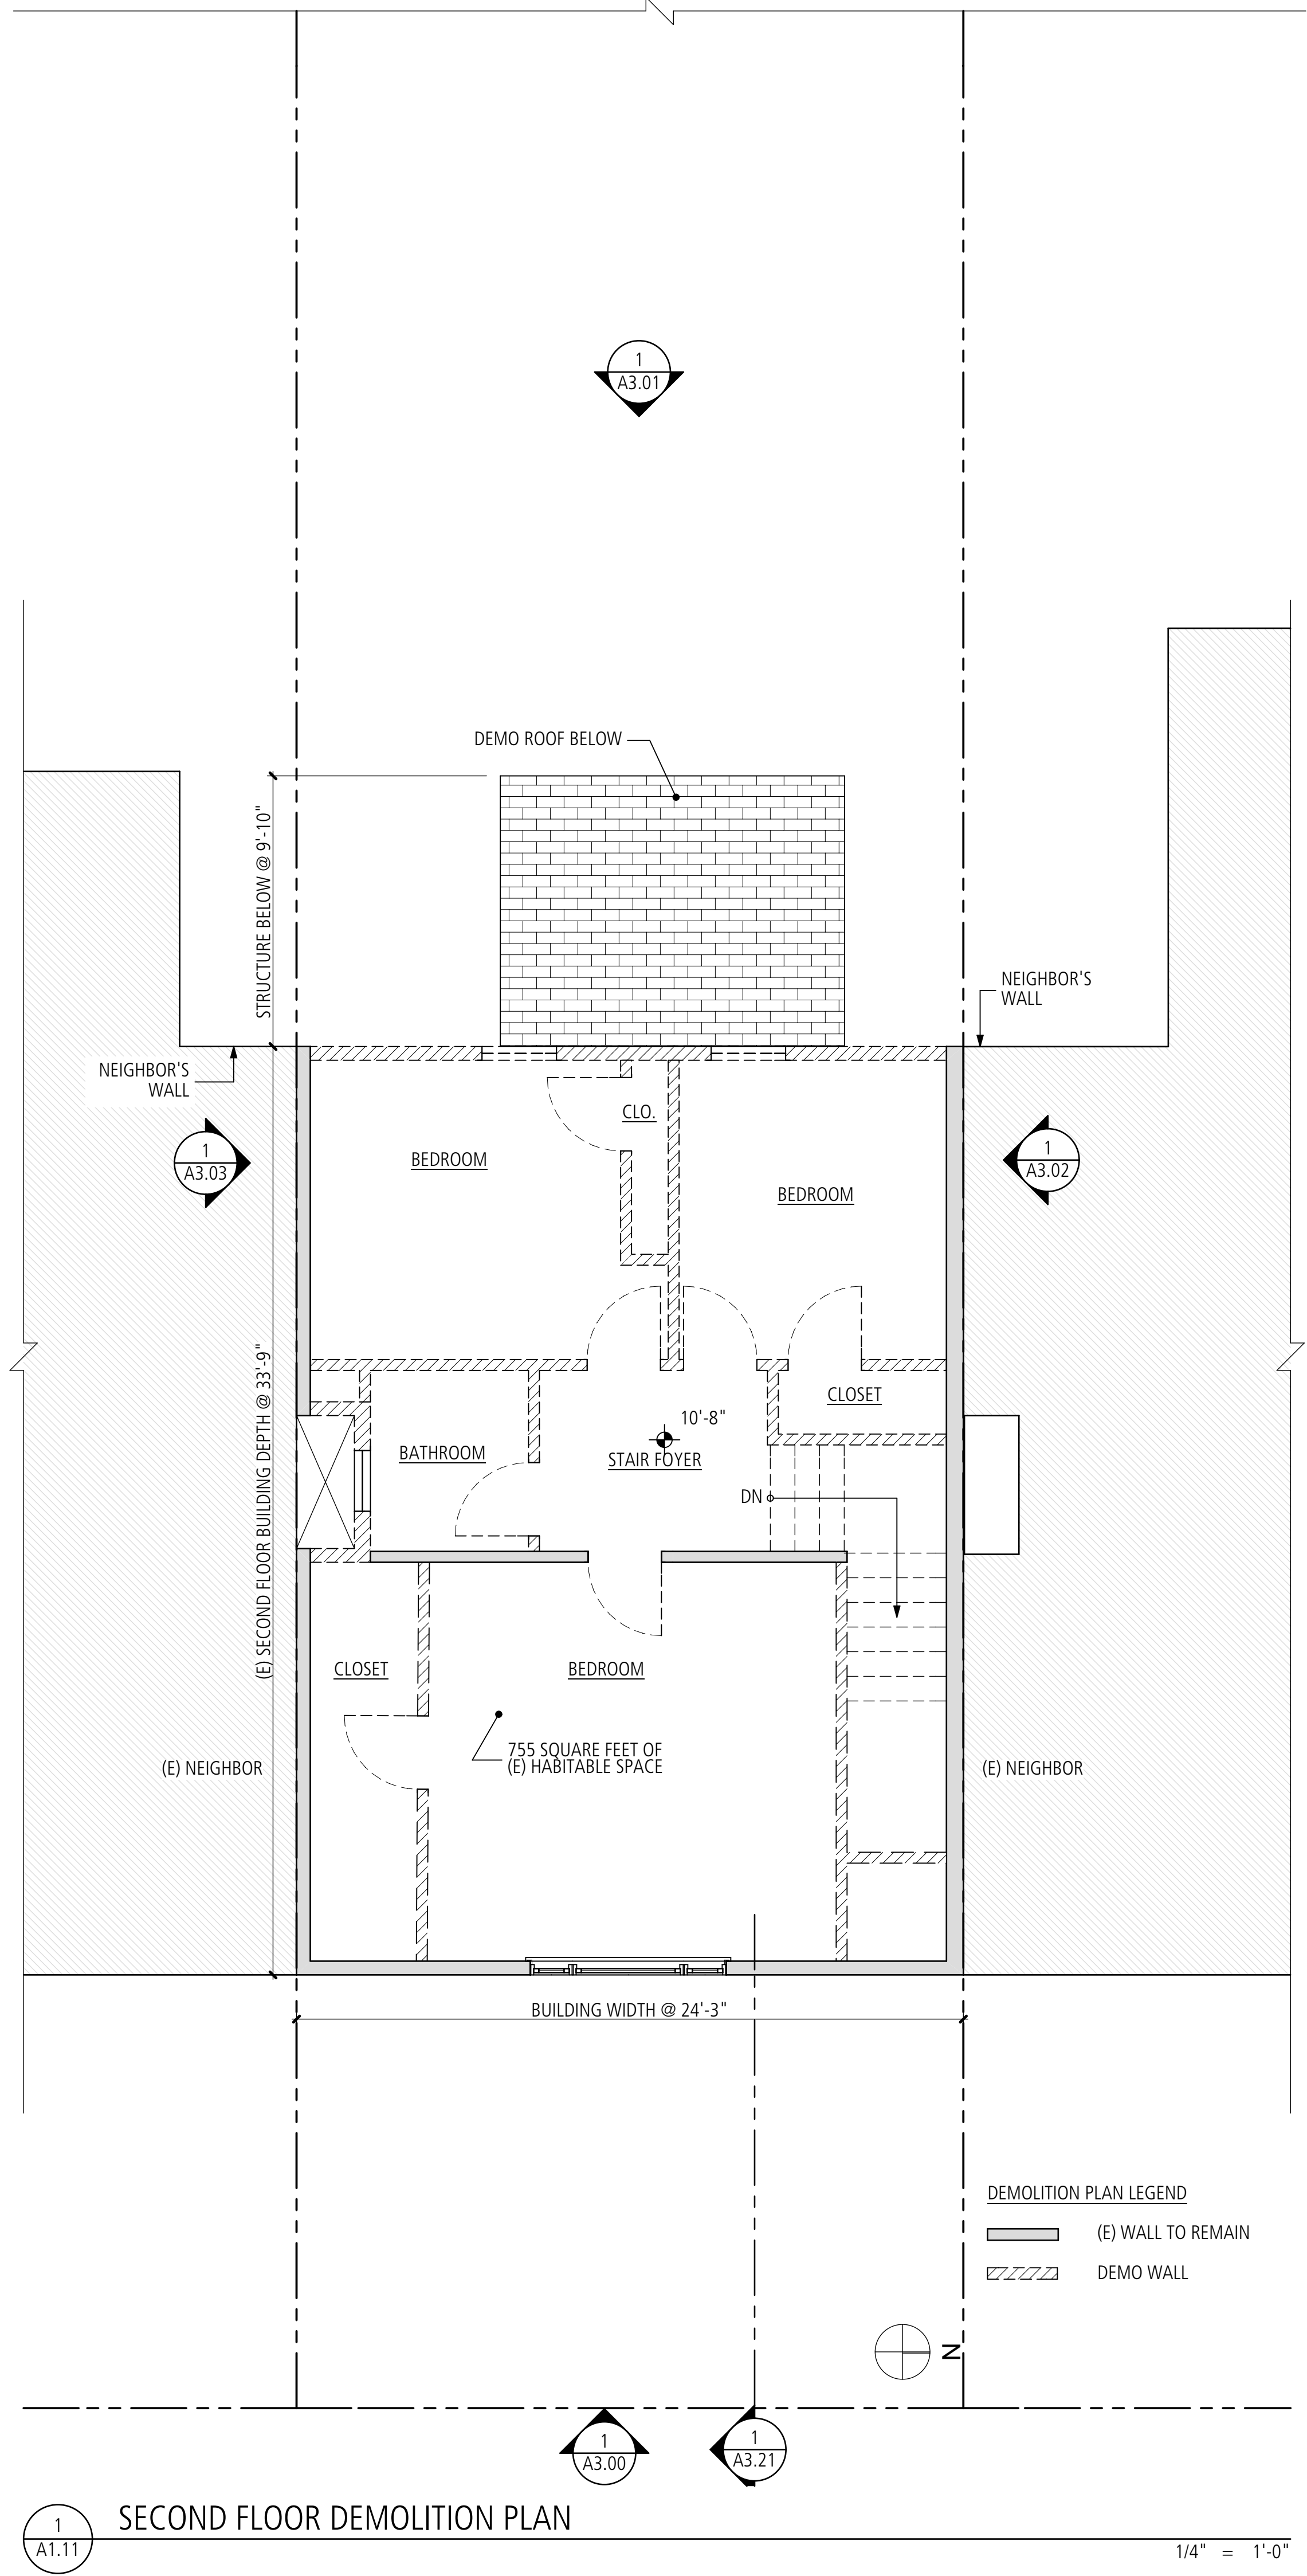 1
A3.01
DEMO ROOF BELOW
STRUCTURE BELOW @ 9'-10"
NEIGHBOR'S
WALL
NEIGHBOR'S
WALL
CLO.
BEDROOM
1
A3.03
1
A3.02
BEDROOM
CLOSET
10'-8"
BATHROOM
STAIR FOYER
DN
(E) SECOND FLOOR BUILDING DEPTH @ 33'-9"
CLOSET
BEDROOM
755 SQUARE FEET OF
(E) HABITABLE SPACE
(E) NEIGHBOR
(E) NEIGHBOR
BUILDING WIDTH @ 24'-3"
DEMOLITION PLAN LEGEND
(E) WALL TO REMAIN
DEMO WALL
N
1
A3.00
1
A3.21
1
A1.11
SECOND FLOOR DEMOLITION PLAN
1/4" = 1'-0"